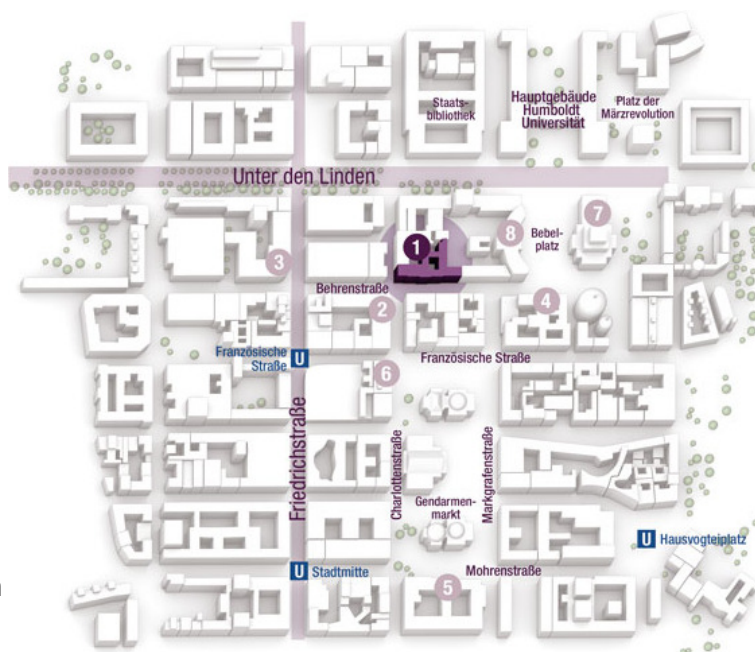 Staats-
bibliothek
Hauptgebäude
Humboldt
Universität
Platz der
Märzrevolution
Unter den Linden
1
8
7
Bebel-
platz
3
Behrenstraße
2
4
Französische
Straße
U
Französische Straße
6
Friedrichstraße
Charlottenstraße
Markgrafenstraße
Gendarmen-
markt
U Hausvogteiplatz
U Stadtmitte
Mohrenstraße
5